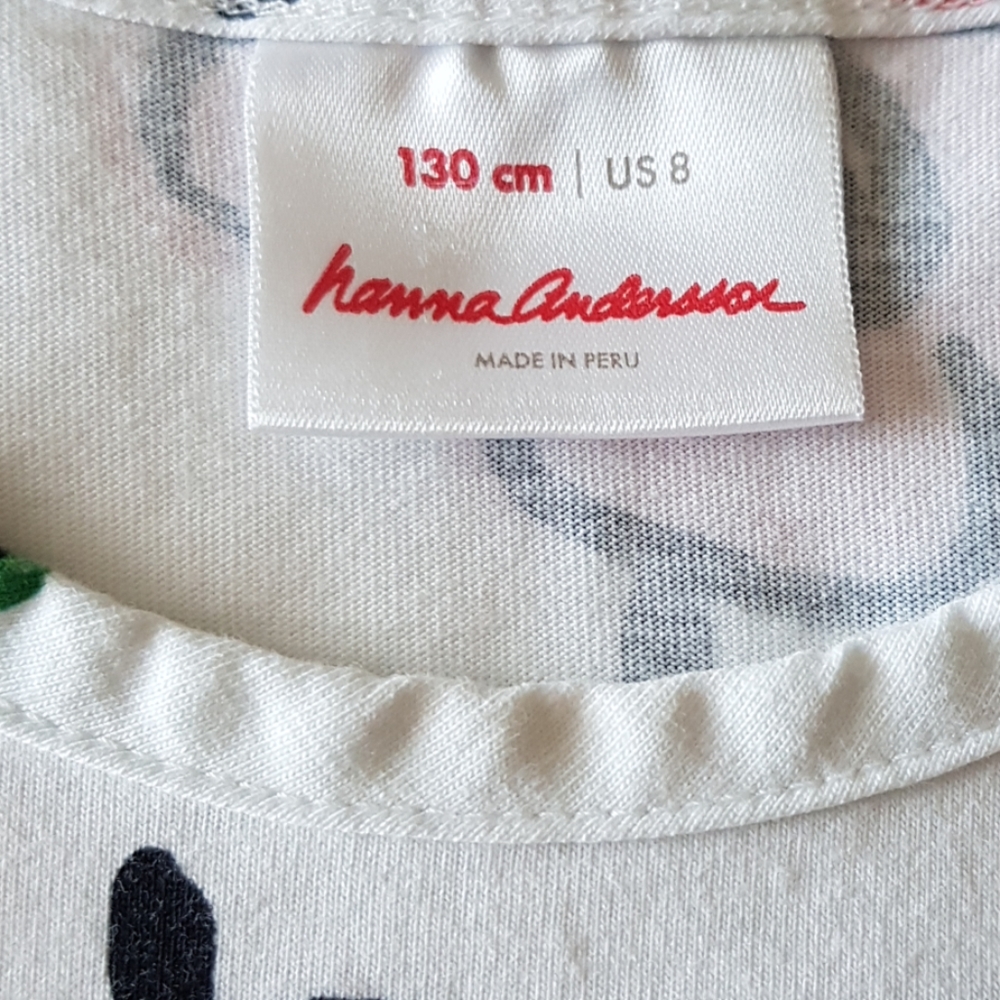 130 cm | US 8
hanna Andersson
MADE IN PERU